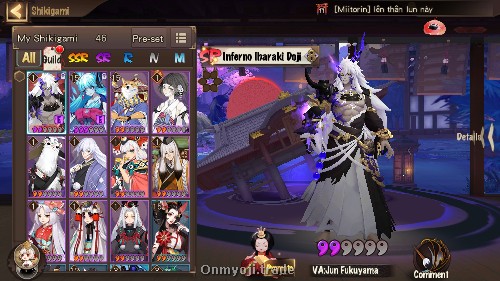 Shikigami
[Miitorin] lên thần lun này
My Shikigami 46 Pre-set
All Guild SSR SR R N M
SP Inferno Ibaraki Doji
Details
999999
VA:Jun Fukuyama
Comment
Onmyoji.trade